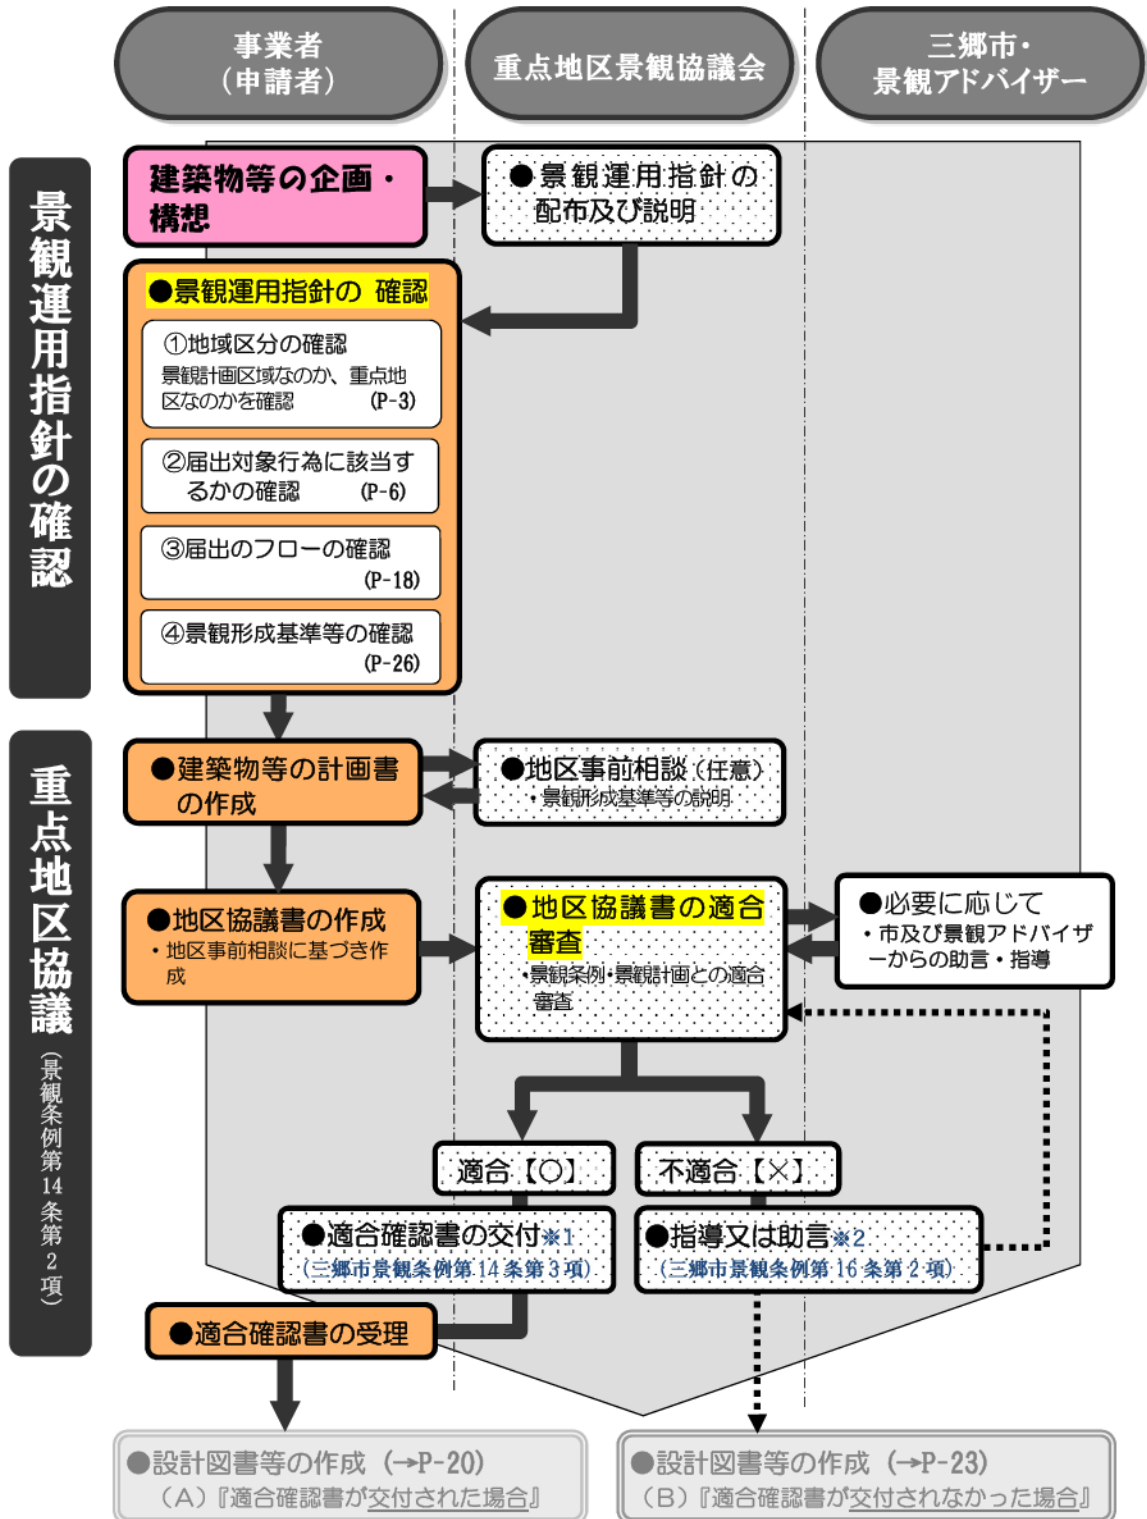 事業者
（申請者）
重点地区景観協議会
三郷市・
景観アドバイザー
景観運用指針の確認
建築物等の企画・
構想
●景観運用指針の
配布及び説明
●景観運用指針の 確認
①地域区分の確認
景観計画区域なのか、重点地
区なのかを確認 (P-3)
②届出対象行為に該当す
るかの確認 (P-6)
③届出のフローの確認
(P-18)
④景観形成基準等の確認
(P-26)
重点地区協議
（景観条例第14条第2項）
●建築物等の計画書
の作成
●地区事前相談（任意）
・景観形成基準等の説明
●地区協議書の作成
・地区事前相談に基づき作
成
●地区協議書の適合
審査
・景観条例・景観計画との適合
審査
●必要に応じて
・市及び景観アドバイザ
ーからの助言・指導
適合【○】
不適合【×】
●適合確認書の交付※1
(三郷市景観条例第14条第3項)
●指導又は助言※2
(三郷市景観条例第16条第2項)
●適合確認書の受理
●設計図書等の作成 (→P-20)
（A）『適合確認書が交付された場合』
●設計図書等の作成 (→P-23)
（B）『適合確認書が交付されなかった場合』